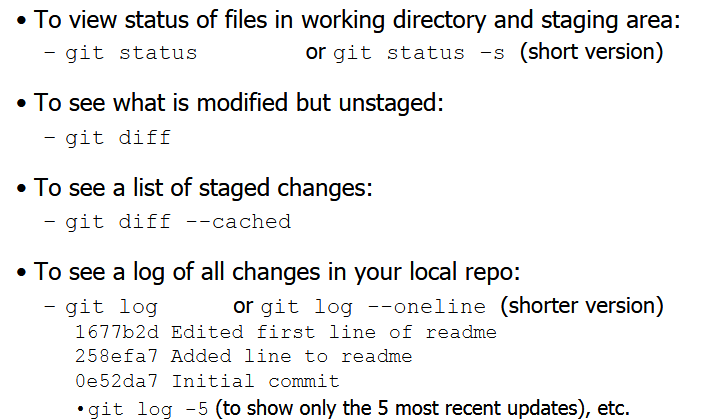 • To view status of files in working directory and staging area:
– git status or git status –s (short version)
• To see what is modified but unstaged:
– git diff
• To see a list of staged changes:
– git diff --cached
• To see a log of all changes in your local repo:
– git log or git log --oneline (shorter version)
1677b2d Edited first line of readme
258efa7 Added line to readme
0e52da7 Initial commit
•git log -5 (to show only the 5 most recent updates), etc.